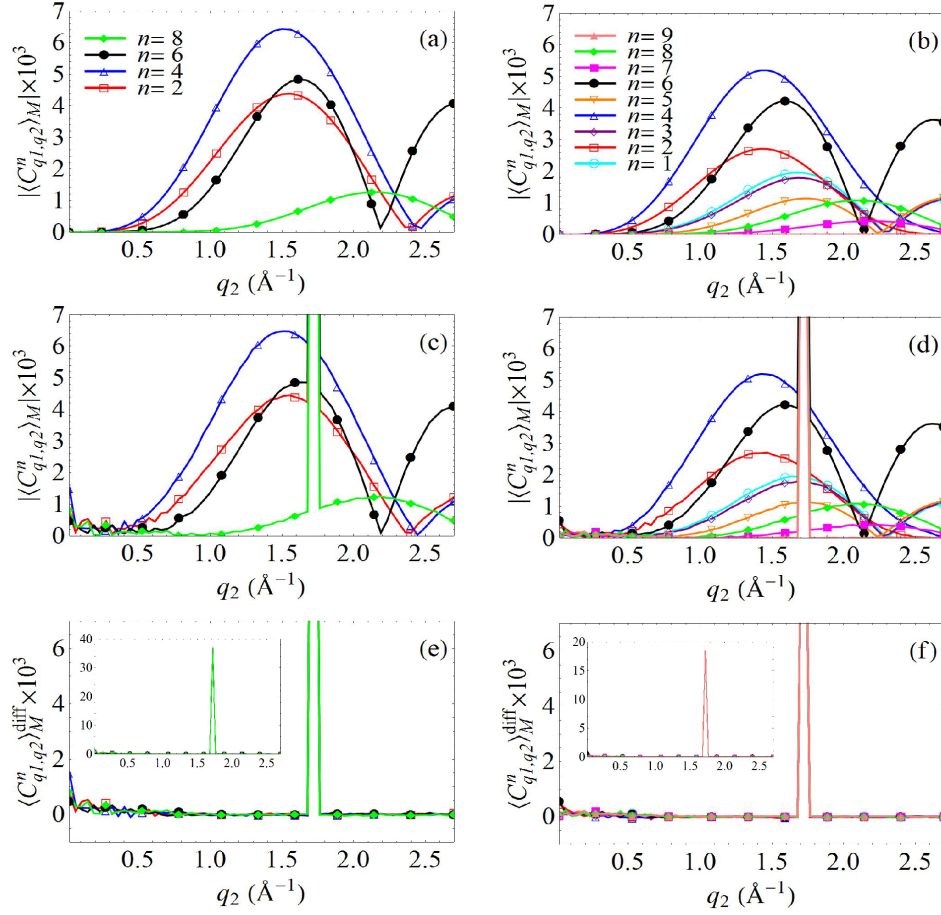 (a)
n= 8
n= 6
n= 4
n= 2
|⟨C^n_{q1,q2}⟩_M|×10^3
7
6
5
4
3
2
1
0
0.5 1.0 1.5 2.0 2.5
q_2 (Å^{-1})
(b)
n= 9
n= 8
n= 7
n= 6
n= 5
n= 4
n= 3
n= 2
n= 1
|⟨C^n_{q1,q2}⟩_M|×10^3
7
6
5
4
3
2
1
0
0.5 1.0 1.5 2.0 2.5
q_2 (Å^{-1})
(c)
|⟨C^n_{q1,q2}⟩_M|×10^3
7
6
5
4
3
2
1
0
0.5 1.0 1.5 2.0 2.5
q_2 (Å^{-1})
(d)
|⟨C^n_{q1,q2}⟩_M|×10^3
7
6
5
4
3
2
1
0
0.5 1.0 1.5 2.0 2.5
q_2 (Å^{-1})
(e)
⟨C^n_{q1,q2}⟩^{diff}_M×10^3
6
4
2
0
40
30
20
10
0
0.5 1.0 1.5 2.0 2.5
0.5 1.0 1.5 2.0 2.5
q_2 (Å^{-1})
(f)
⟨C^n_{q1,q2}⟩^{diff}_M×10^3
6
4
2
0
20
15
10
5
0
0.5 1.0 1.5 2.0 2.5
0.5 1.0 1.5 2.0 2.5
q_2 (Å^{-1})